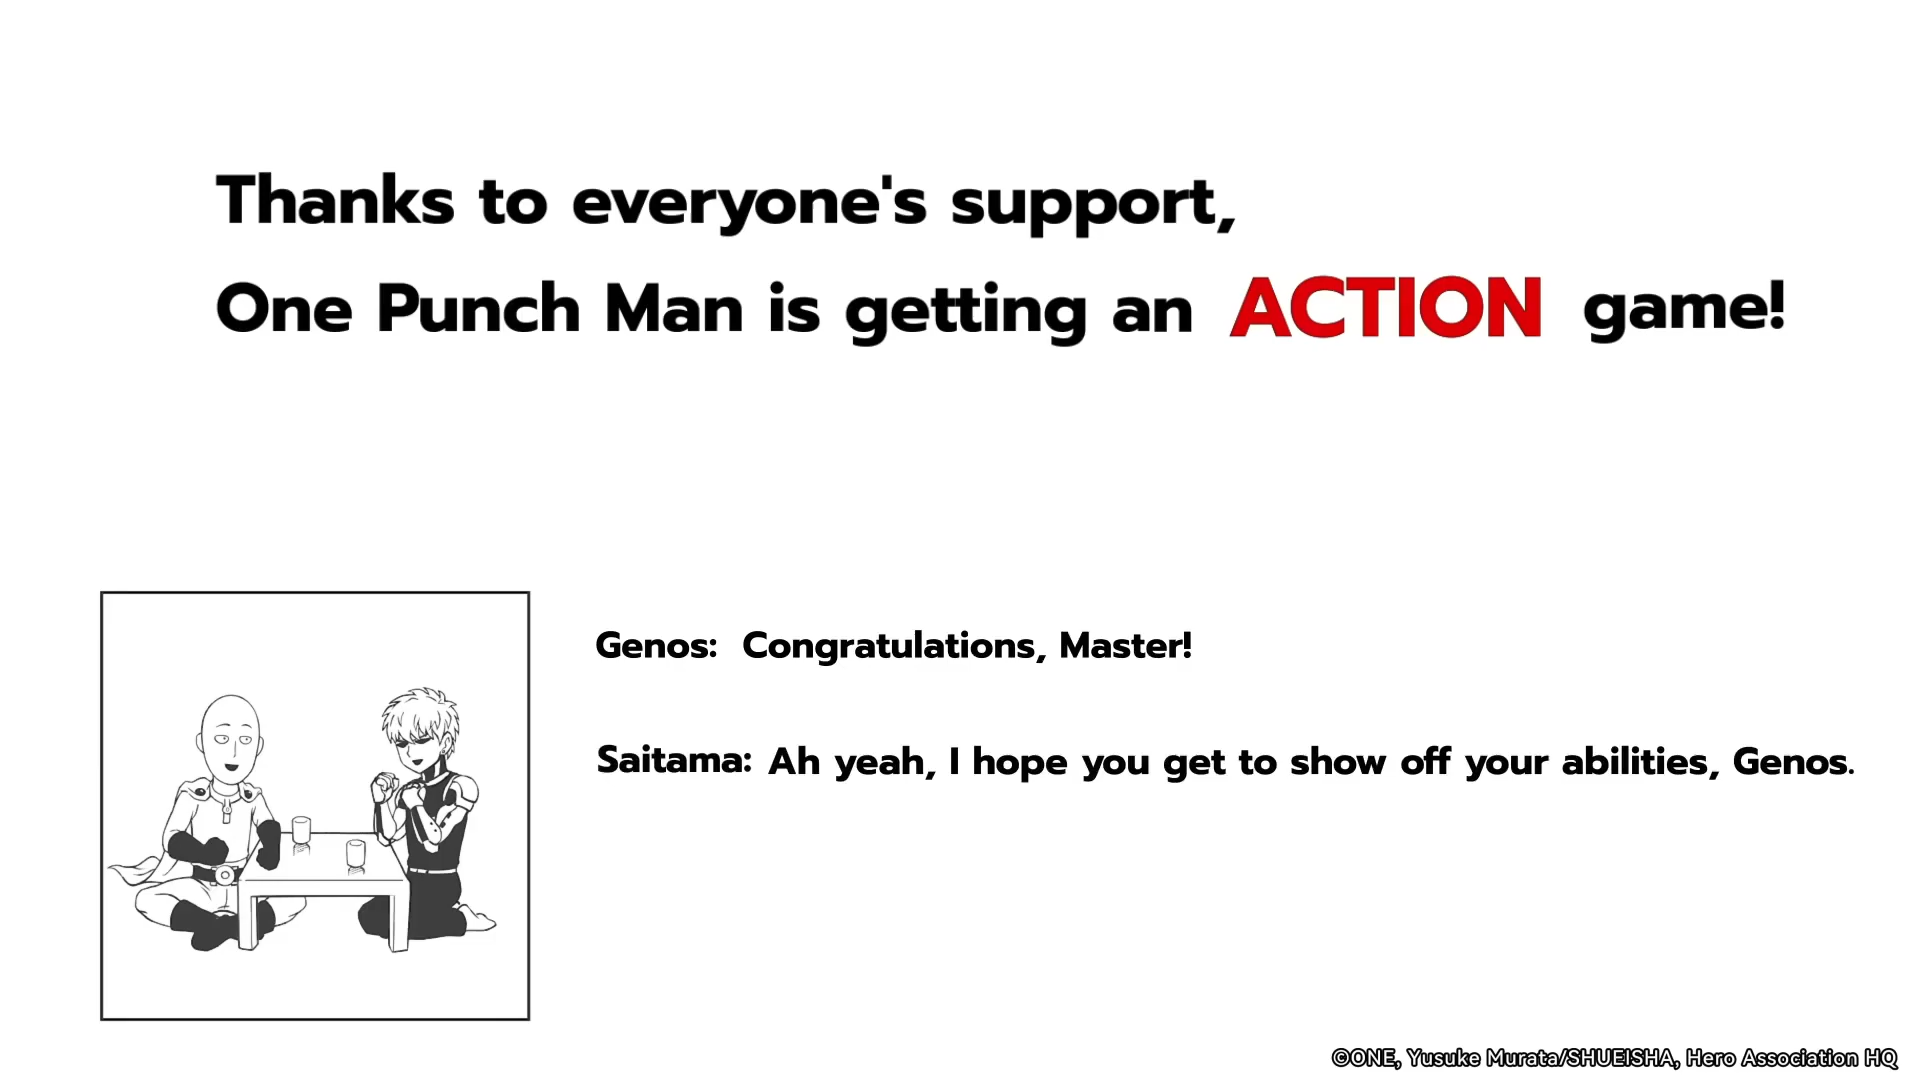 Thanks to everyone's support,
One Punch Man is getting an ACTION game!
Genos: Congratulations, Master!
Saitama: Ah yeah, I hope you get to show off your abilities, Genos.
©ONE, Yusuke Murata/SHUEISHA, Hero Association HQ